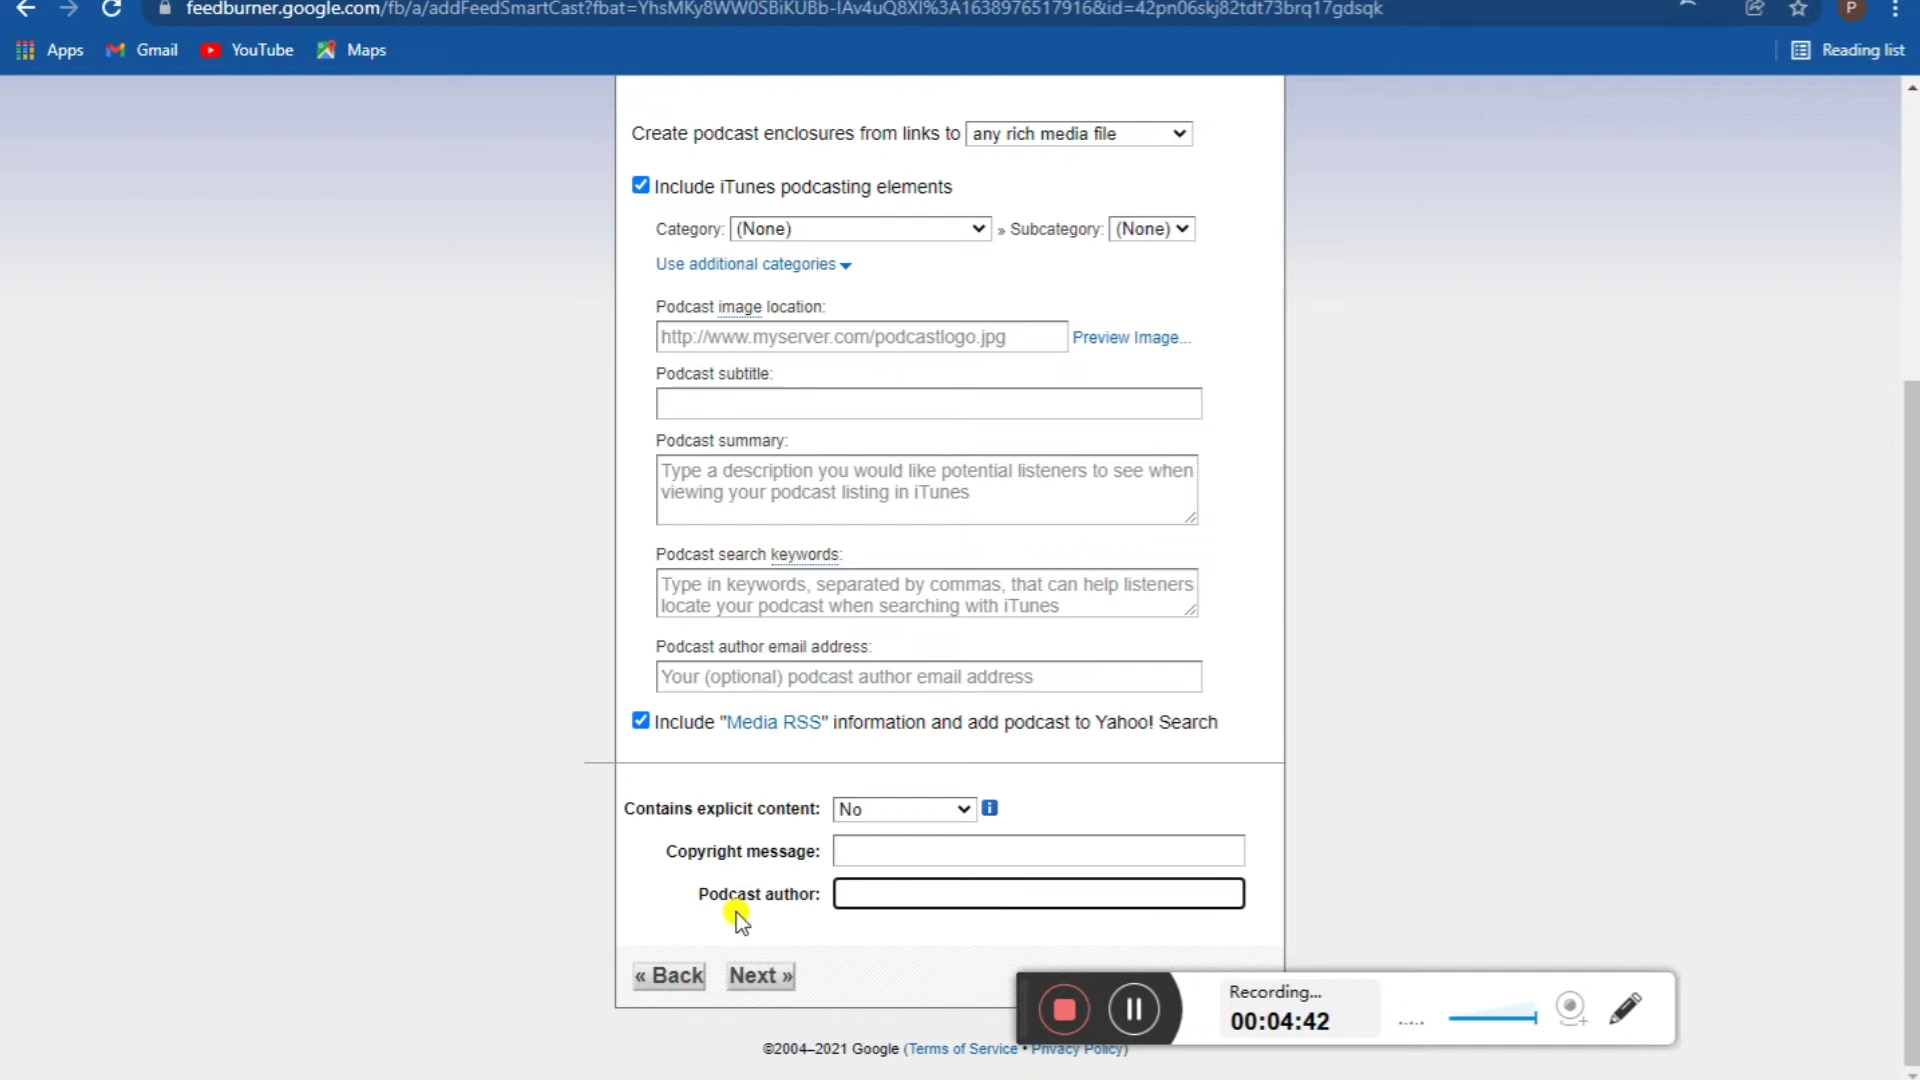 feedburner.google.com/fb/a/addFeedSmartCast?fbat=YhsMKy8WW0SBiKUBb-IAv4uQ8XI%3A1638976517916&id=42pn06skj82tdt73brq17gdsqk
P
Apps Gmail YouTube Maps Reading list
Create podcast enclosures from links to any rich media file
Include iTunes podcasting elements
Category: (None) » Subcategory: (None)
Use additional categories
Podcast image location:
http://www.myserver.com/podcastlogo.jpg Preview Image...
Podcast subtitle:
Podcast summary:
Type a description you would like potential listeners to see when
viewing your podcast listing in iTunes
Podcast search keywords:
Type in keywords, separated by commas, that can help listeners
locate your podcast when searching with iTunes
Podcast author email address:
Your (optional) podcast author email address
Include "Media RSS" information and add podcast to Yahoo! Search
Contains explicit content: No i
Copyright message:
Podcast author:
« Back Next »
Recording...
00:04:42
©2004–2021 Google (Terms of Service • Privacy Policy)